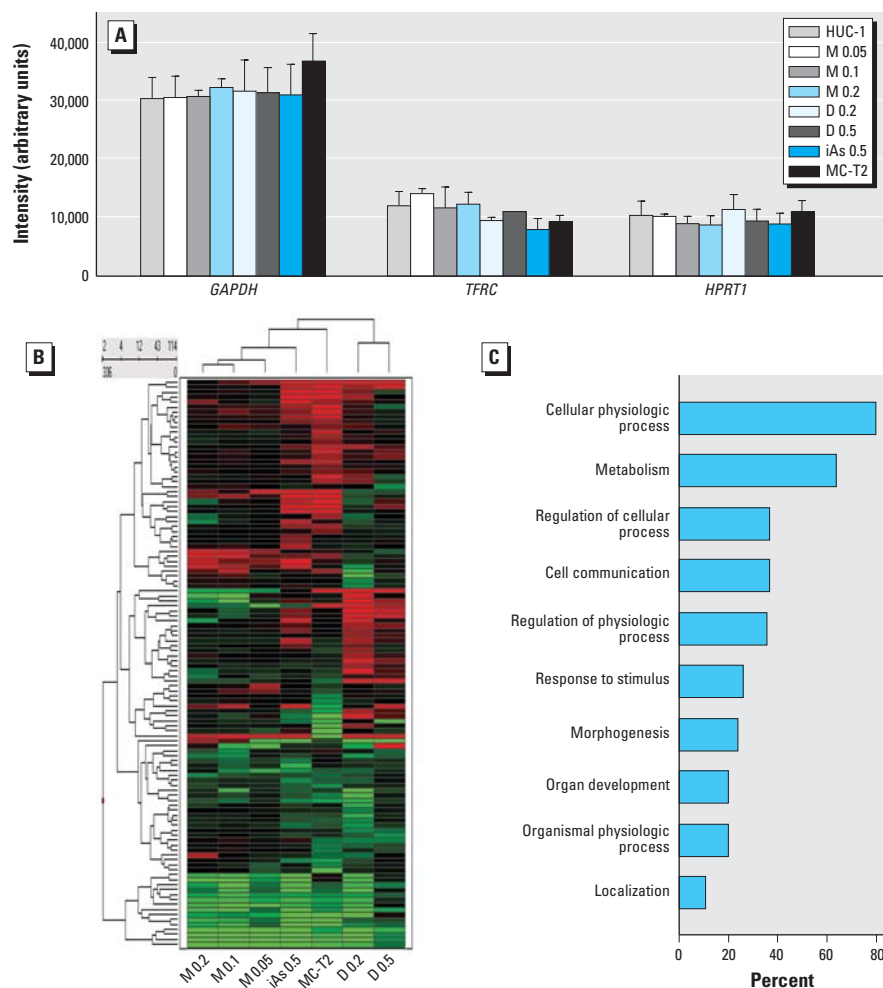 A
Intensity (arbitrary units)
40,000
30,000
20,000
10,000
0
GAPDH
TFRC
HPRT1
HUC-1
M 0.05
M 0.1
M 0.2
D 0.2
D 0.5
iAs 0.5
MC-T2
B
2 4 12 43 114
336 0
M 0.2
M 0.1
M 0.05
iAs 0.5
MC-T2
D 0.2
D 0.5
C
Cellular physiologic
process
Metabolism
Regulation of cellular
process
Cell communication
Regulation of physiologic
process
Response to stimulus
Morphogenesis
Organ development
Organismal physiologic
process
Localization
0 20 40 60 80
Percent